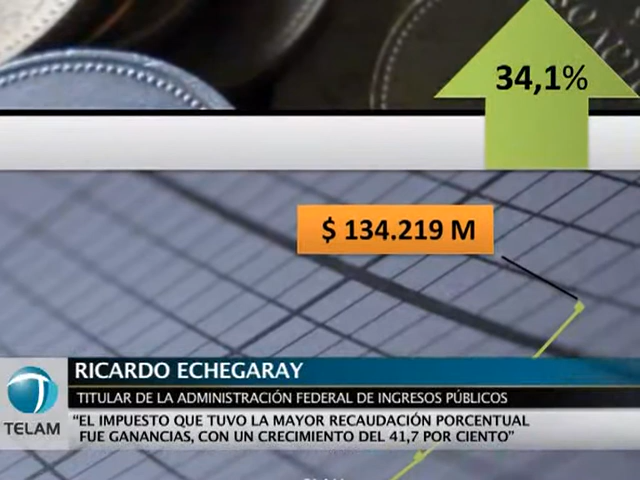 34,1%
$ 134.219 M
RICARDO ECHEGARAY
TITULAR DE LA ADMINISTRACIÓN FEDERAL DE INGRESOS PÚBLICOS
TELAM
"EL IMPUESTO QUE TUVO LA MAYOR RECAUDACIÓN PORCENTUAL
FUE GANANCIAS, CON UN CRECIMIENTO DEL 41,7 POR CIENTO"